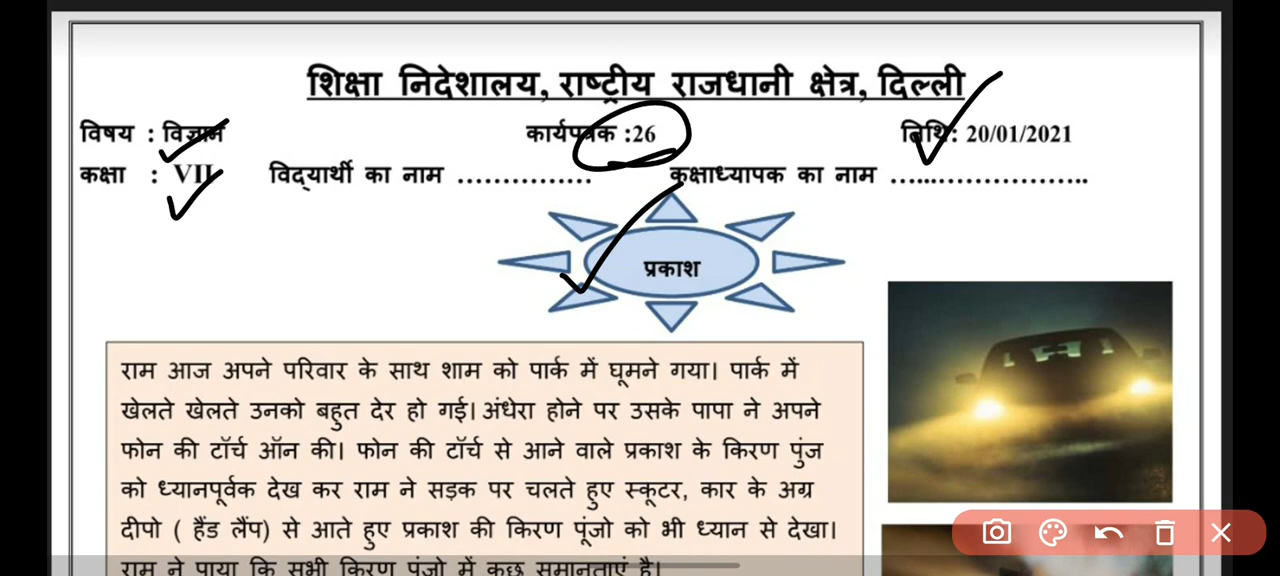 शिक्षा निदेशालय, राष्ट्रीय राजधानी क्षेत्र, दिल्ली
विषय : विज्ञान कार्यपत्रक :26 तिथि: 20/01/2021
कक्षा : VII विद्यार्थी का नाम …………… कक्षाध्यापक का नाम …...………………..
प्रकाश
राम आज अपने परिवार के साथ शाम को पार्क में घूमने गया। पार्क में
खेलते खेलते उनको बहुत देर हो गई। अंधेरा होने पर उसके पापा ने अपने
फोन की टॉर्च ऑन की। फोन की टॉर्च से आने वाले प्रकाश के किरण पुंज
को ध्यानपूर्वक देख कर राम ने सड़क पर चलते हुए स्कूटर, कार के अग्र
दीपो ( हैंड लैंप) से आते हुए प्रकाश की किरण पूंजो को भी ध्यान से देखा।
राम ने पाया कि सभी किरण पुंजो में कुछ समानताएं है।